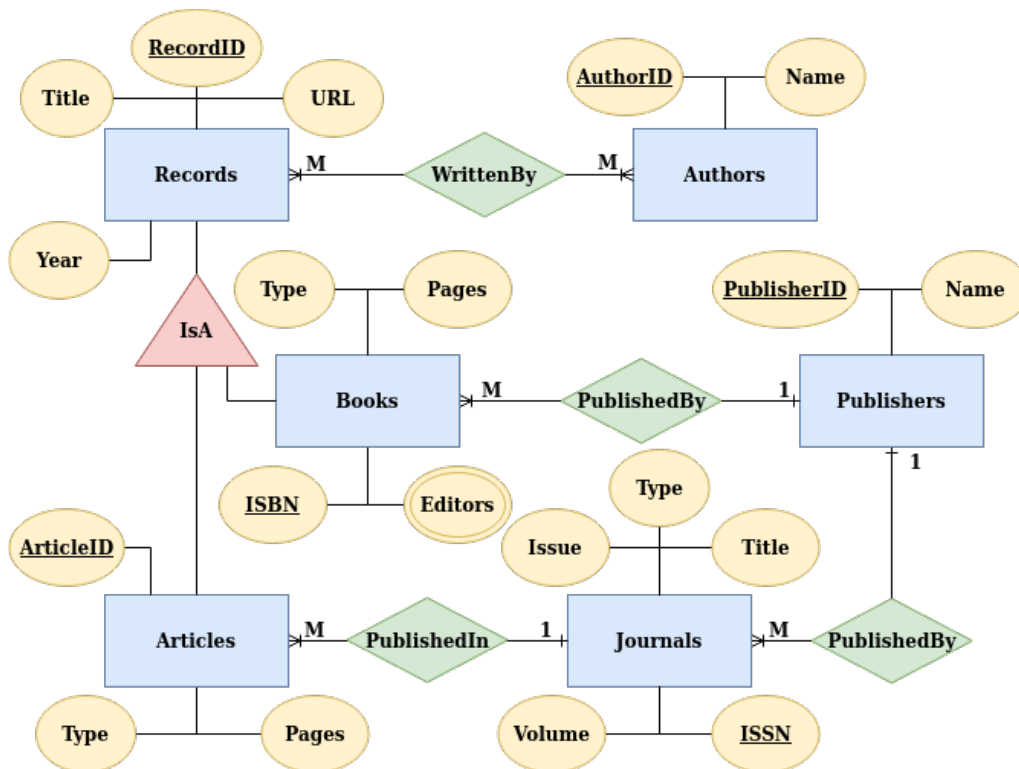 RecordID
AuthorID
Name
Title
URL
Records
M
WrittenBy
M
Authors
Year
Type
Pages
PublisherID
Name
IsA
Books
M
PublishedBy
1
Publishers
1
Type
ISBN
Editors
ArticleID
Issue
Title
Articles
M
PublishedIn
1
Journals
M
PublishedBy
Type
Pages
Volume
ISSN